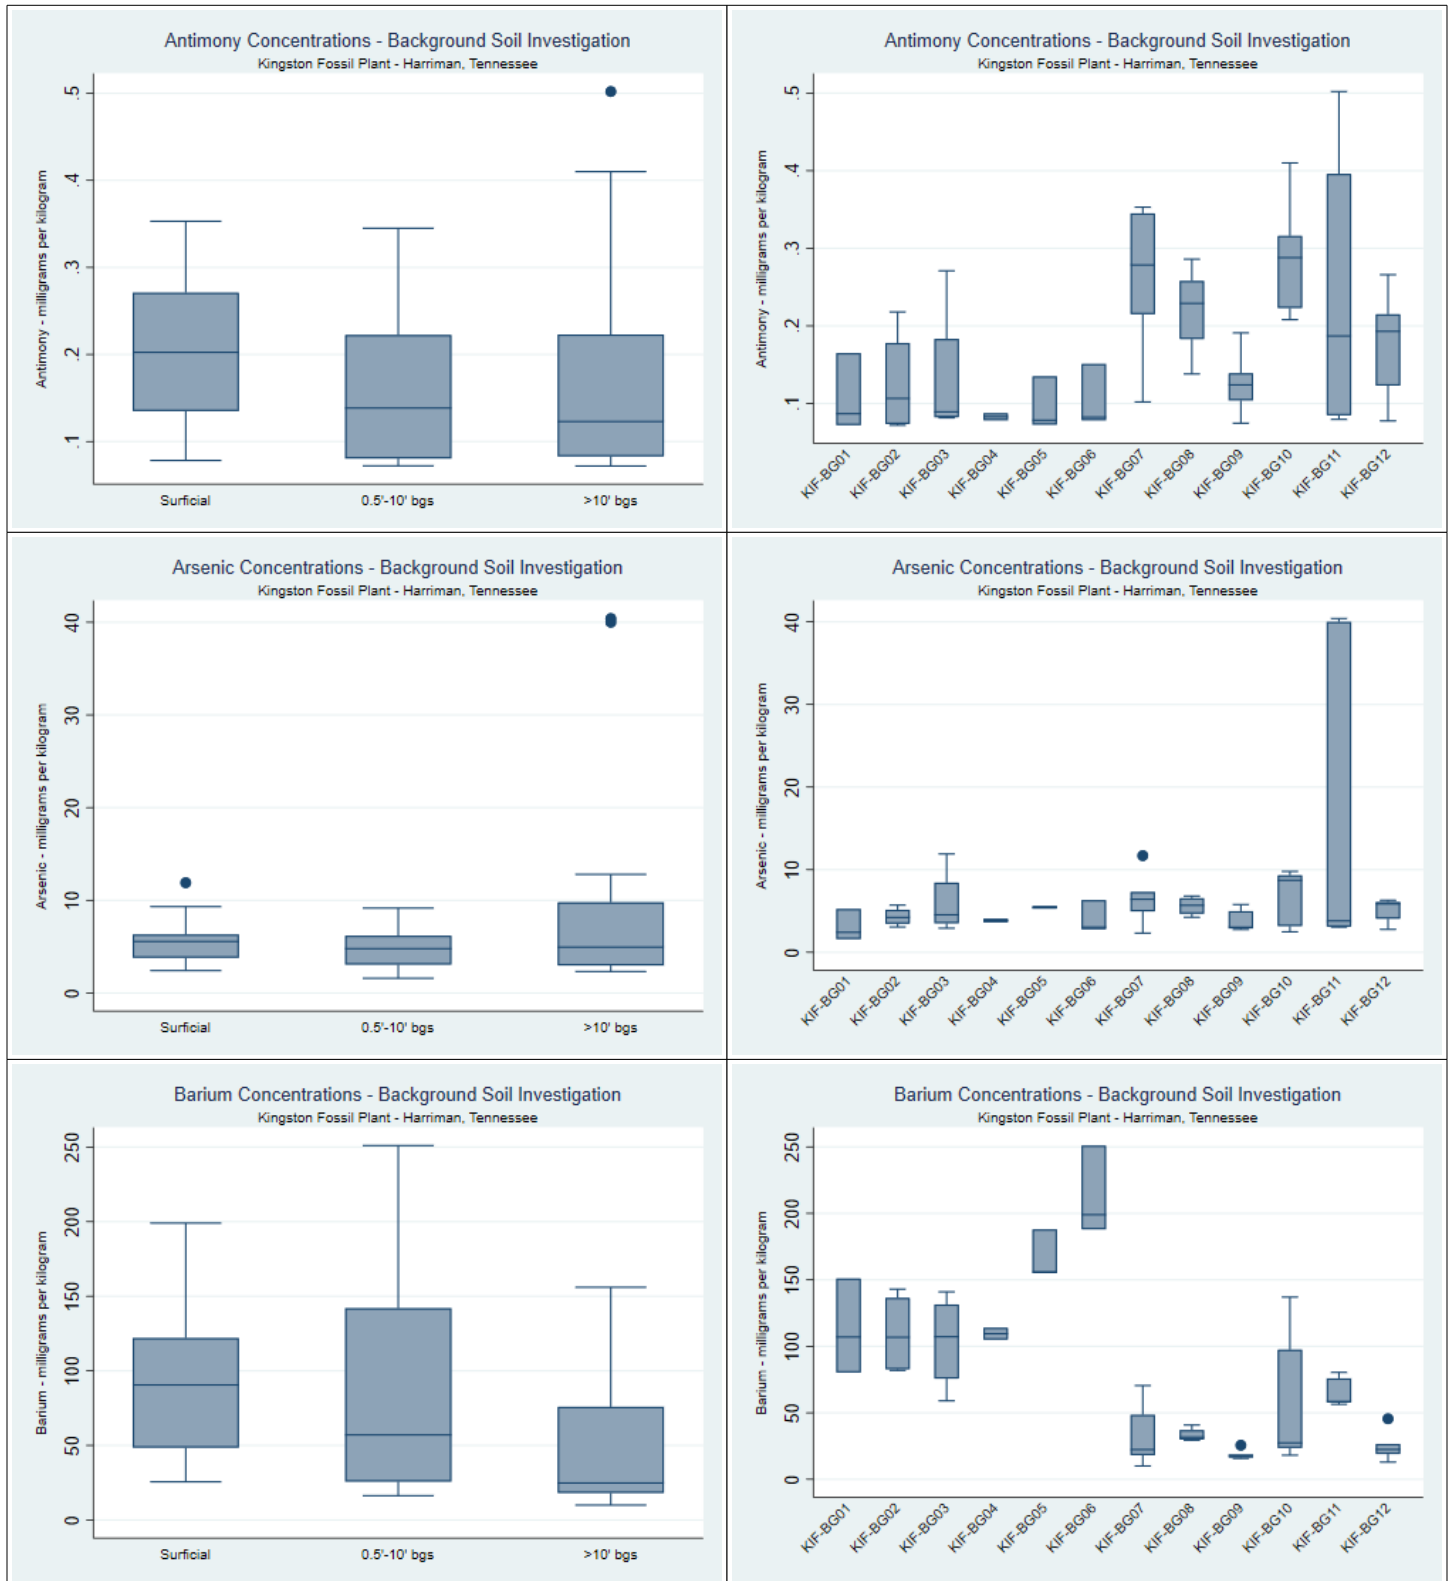 Antimony Concentrations - Background Soil Investigation
Kingston Fossil Plant - Harriman, Tennessee
Antimony - milligrams per kilogram
.5
.4
.3
.2
.1
Surficial
0.5'-10' bgs
>10' bgs
Antimony Concentrations - Background Soil Investigation
Kingston Fossil Plant - Harriman, Tennessee
Antimony - milligrams per kilogram
.5
.4
.3
.2
.1
KIF-BG01
KIF-BG02
KIF-BG03
KIF-BG04
KIF-BG05
KIF-BG06
KIF-BG07
KIF-BG08
KIF-BG09
KIF-BG10
KIF-BG11
KIF-BG12
Arsenic Concentrations - Background Soil Investigation
Kingston Fossil Plant - Harriman, Tennessee
Arsenic - milligrams per kilogram
40
30
20
10
0
Surficial
0.5'-10' bgs
>10' bgs
Arsenic Concentrations - Background Soil Investigation
Kingston Fossil Plant - Harriman, Tennessee
Arsenic - milligrams per kilogram
40
30
20
10
0
KIF-BG01
KIF-BG02
KIF-BG03
KIF-BG04
KIF-BG05
KIF-BG06
KIF-BG07
KIF-BG08
KIF-BG09
KIF-BG10
KIF-BG11
KIF-BG12
Barium Concentrations - Background Soil Investigation
Kingston Fossil Plant - Harriman, Tennessee
Barium - milligrams per kilogram
250
200
150
100
50
0
Surficial
0.5'-10' bgs
>10' bgs
Barium Concentrations - Background Soil Investigation
Kingston Fossil Plant - Harriman, Tennessee
Barium - milligrams per kilogram
250
200
150
100
50
0
KIF-BG01
KIF-BG02
KIF-BG03
KIF-BG04
KIF-BG05
KIF-BG06
KIF-BG07
KIF-BG08
KIF-BG09
KIF-BG10
KIF-BG11
KIF-BG12